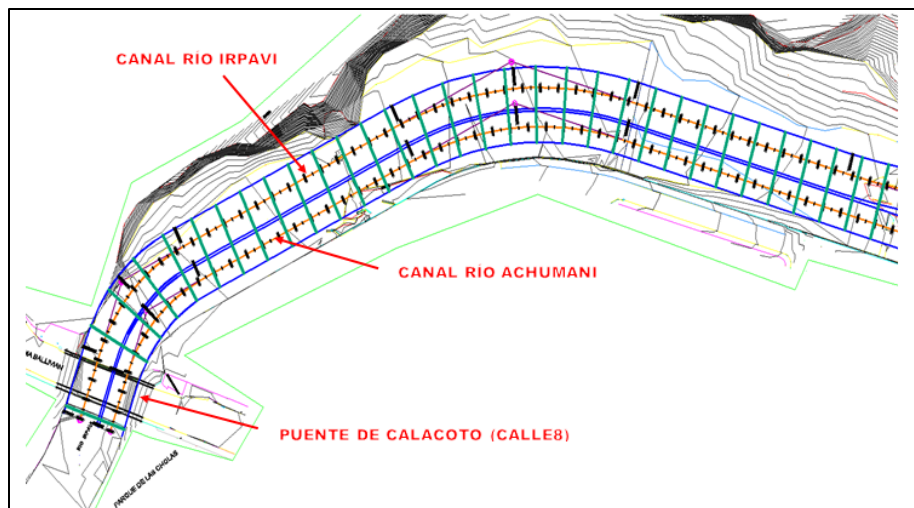 CANAL RÍO IRPAVI
CANAL RÍO ACHUMANI
PUENTE DE CALACOTO (CALLE8)
PARQUE DE LAS CHOLAS